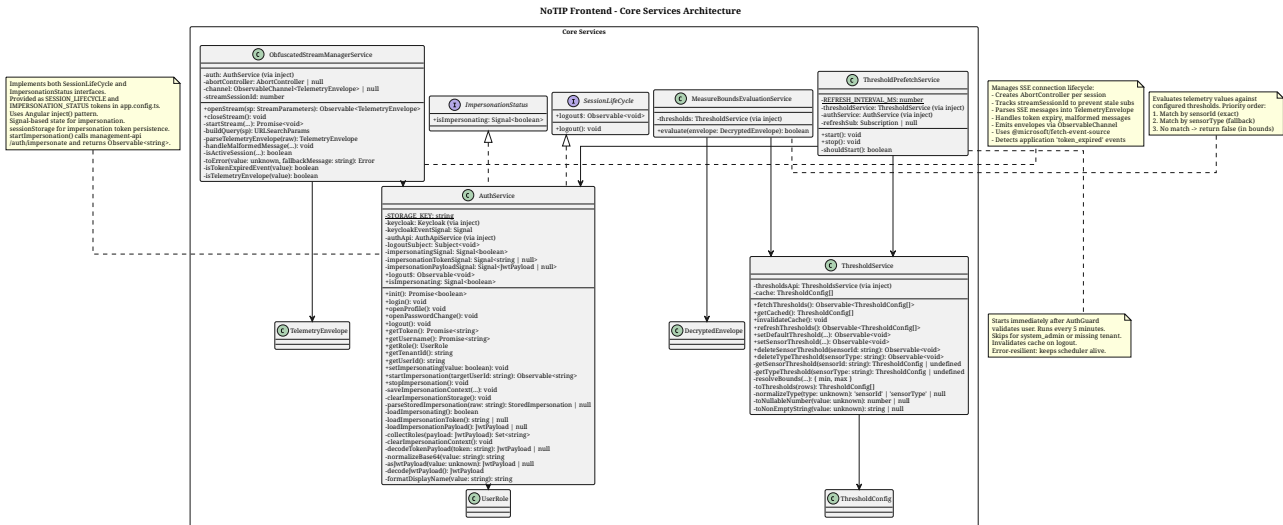 NoTIP Frontend - Core Services Architecture
Core Services
Implements both SessionLifeCycle and
ImpersonationStatus interfaces.
Provided as SESSION_LIFECYCLE and
IMPERSONATION_STATUS tokens in app.config.ts.
Uses Angular inject() pattern.
Signal-based state for impersonation.
sessionStorage for impersonation token persistence.
startImpersonation() calls management-api
/auth/impersonate and returns Observable<string>.
C ObfuscatedStreamManagerService
-auth: AuthService (via inject)
-abortController: AbortController | null
-channel: ObservableChannel<TelemetryEnvelope> | null
-streamSessionId: number
+openStream(sp: StreamParameters): Observable<TelemetryEnvelope>
+closeStream(): void
-startStream(...): Promise<void>
-buildQuery(sp): URLSearchParams
-parseTelemetryEnvelope(raw): TelemetryEnvelope
-handleMalformedMessage(...): void
-isActiveSession(...): boolean
-toError(value: unknown, fallbackMessage: string): Error
-isTokenExpiredEvent(value): boolean
-isTelemetryEnvelope(value): boolean
I ImpersonationStatus
+isImpersonating: Signal<boolean>
I SessionLifeCycle
+logout$: Observable<void>
+logout(): void
C MeasureBoundsEvaluationService
-thresholds: ThresholdService (via inject)
+evaluate(envelope: DecryptedEnvelope): boolean
C ThresholdPrefetchService
-REFRESH_INTERVAL_MS: number
-thresholdService: ThresholdService (via inject)
-authService: AuthService (via inject)
-refreshSub: Subscription | null
+start(): void
+stop(): void
-shouldStart(): boolean
Manages SSE connection lifecycle:
- Creates AbortController per session
- Tracks streamSessionId to prevent stale subs
- Parses SSE messages into TelemetryEnvelope
- Handles token expiry, malformed messages
- Emits envelopes via ObservableChannel
- Uses @microsoft/fetch-event-source
- Detects application 'token_expired' events
Evaluates telemetry values against
configured thresholds. Priority order:
1. Match by sensorId (exact)
2. Match by sensorType (fallback)
3. No match -> return false (in bounds)
C AuthService
-STORAGE_KEY: string
-keycloak: Keycloak (via inject)
-keycloakEventSignal: Signal
-authApi: AuthApiService (via inject)
-logoutSubject: Subject<void>
-impersonatingSignal: Signal<boolean>
-impersonationTokenSignal: Signal<string | null>
-impersonationPayloadSignal: Signal<JwtPayload | null>
+logout$: Observable<void>
+isImpersonating: Signal<boolean>
+init(): Promise<boolean>
+login(): void
+openProfile(): void
+openPasswordChange(): void
+logout(): void
+getToken(): Promise<string>
+getUsername(): Promise<string>
+getRole(): UserRole
+getTenantId(): string
+getUserId(): string
+setImpersonating(value: boolean): void
+startImpersonation(targetUserId: string): Observable<string>
+stopImpersonation(): void
-saveImpersonationContext(...): void
-clearImpersonationStorage(): void
-parseStoredImpersonation(raw: string): StoredImpersonation | null
-loadImpersonating(): boolean
-loadImpersonationToken(): string | null
-loadImpersonationPayload(): JwtPayload | null
-collectRoles(payload: JwtPayload): Set<string>
-clearImpersonationContext(): void
-decodeTokenPayload(token: string): JwtPayload | null
-normalizeBase64(value: string): string
-asJwtPayload(value: unknown): JwtPayload | null
-decodeJwtPayload(): JwtPayload
-formatDisplayName(value: string): string
C ThresholdService
-thresholdsApi: ThresholdsService (via inject)
-cache: ThresholdConfig[]
+fetchThresholds(): Observable<ThresholdConfig[]>
+getCached(): ThresholdConfig[]
+invalidateCache(): void
+refreshThresholds(): Observable<ThresholdConfig[]>
+setDefaultThreshold(...): Observable<void>
+setSensorThreshold(...): Observable<void>
+deleteSensorThreshold(sensorId: string): Observable<void>
+deleteTypeThreshold(sensorType: string): Observable<void>
-getSensorThreshold(sensorId: string): ThresholdConfig | undefined
-getTypeThreshold(sensorType: string): ThresholdConfig | undefined
-resolveBounds(...): { min, max }
-toThresholds(rows): ThresholdConfig[]
-normalizeType(type: unknown): 'sensorId' | 'sensorType' | null
-toNullableNumber(value: unknown): number | null
-toNonEmptyString(value: unknown): string | null
C TelemetryEnvelope
C DecryptedEnvelope
Starts immediately after AuthGuard
validates user. Runs every 5 minutes.
Skips for system_admin or missing tenant.
Invalidates cache on logout.
Error-resilient: keeps scheduler alive.
C UserRole
C ThresholdConfig